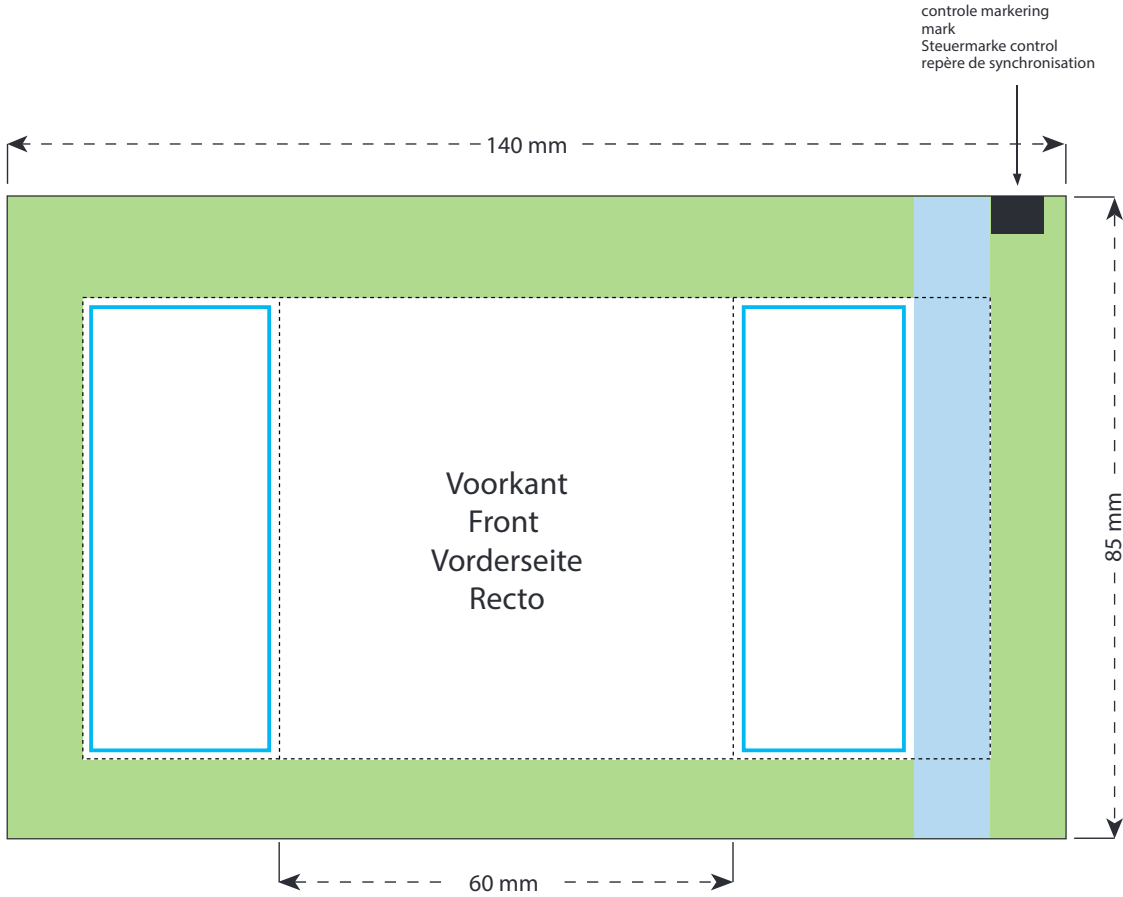 controle markering
mark
Steuermarke control
repère de synchronisation
140 mm
Voorkant
Front
Vorderseite
Recto
85 mm
60 mm